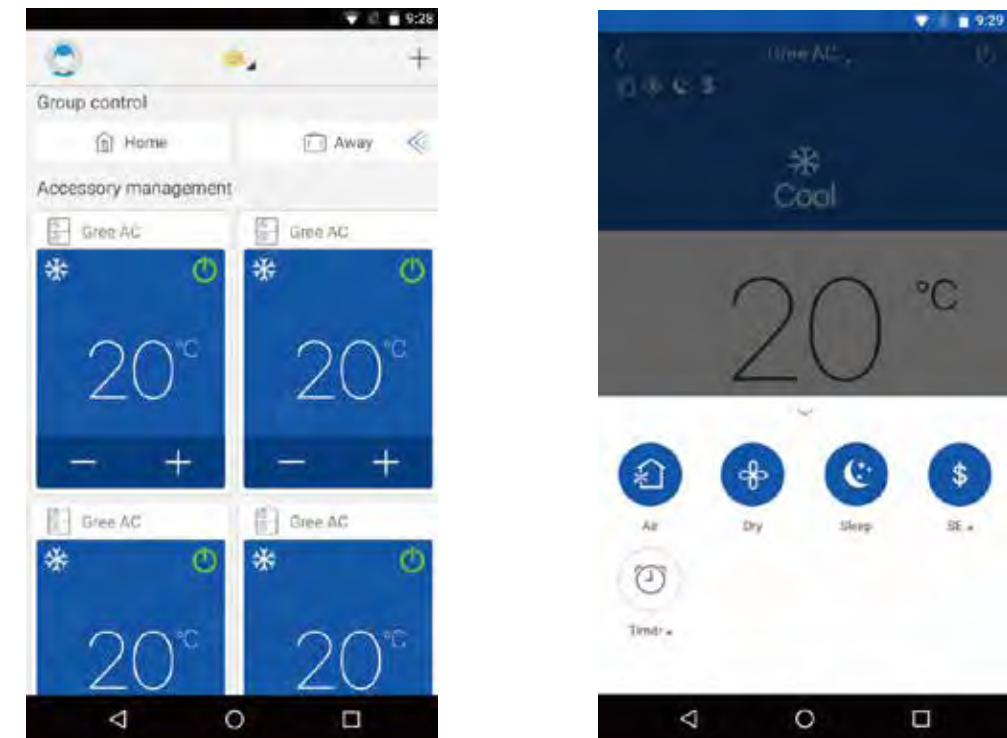 9:28
Group control
Home
Away
Accessory management
Gree AC
Gree AC
20°C
20°C
− +
− +
Gree AC
Gree AC
20°C
20°C
9:29
Gree AC
$
Cool
20 °C
$
Air
Dry
Sleep
SE
Timer